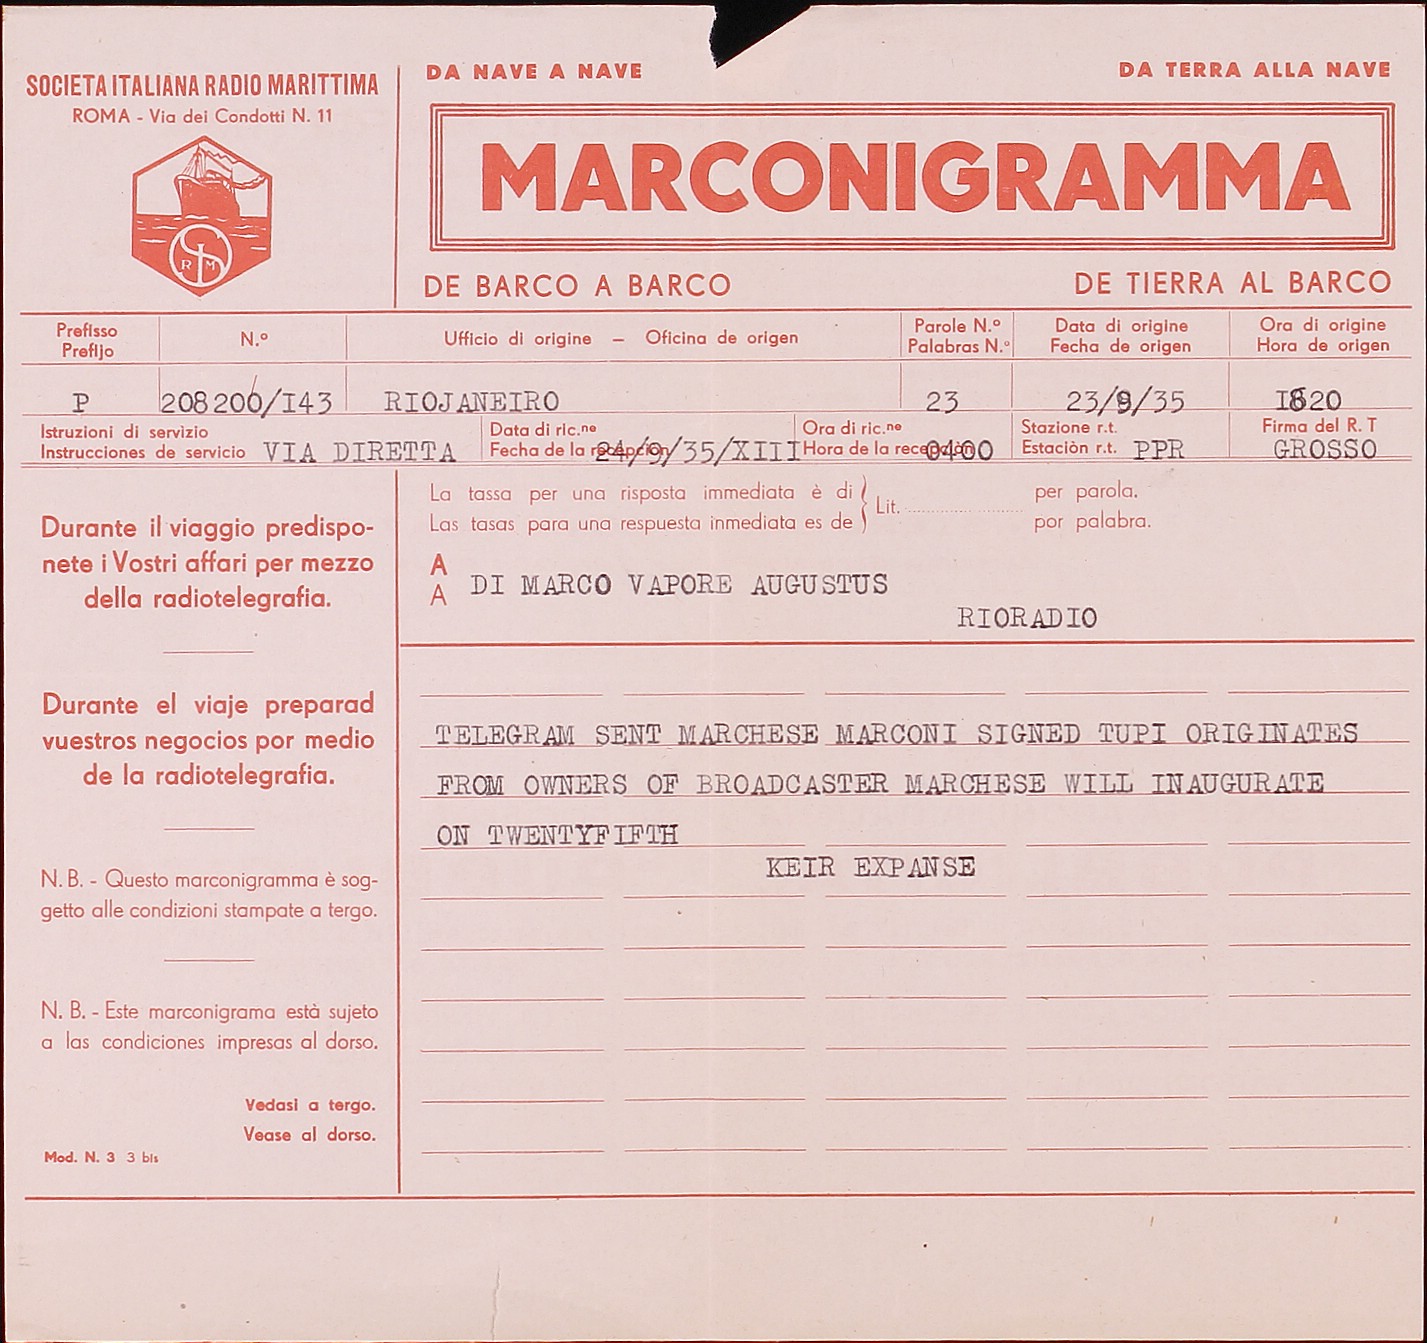 SOCIETA ITALIANA RADIO MARITTIMA
ROMA - Via dei Condotti N. 11
S R M
DA NAVE A NAVE DA TERRA ALLA NAVE
MARCONIGRAMMA
DE BARCO A BARCO DE TIERRA AL BARCO
Prefisso N.º Ufficio di origine – Oficina de origen Parole N.º Data di origine Ora di origine
Prefijo Palabras N.º Fecha de origen Hora de origen
P 208206/143 RIOJANEIRO 23 23/9/35 1820
Istruzioni di servizio Data di ric.ne Ora di ric.ne Stazione r.t. Firma del R. T
Instrucciones de servicio VIA DIRETTA Fecha de la recepción 24/9/35/XIII Hora de la recepción 0400 Estaciòn r.t. PPR GROSSO
La tassa per una risposta immediata è di Lit. per parola.
Las tasas para una respuesta inmediata es de por palabra.
A
A DI MARCO VAPORE AUGUSTUS
RIORADIO
TELEGRAM SENT MARCHESE MARCONI SIGNED TUPI ORIGINATES
FROM OWNERS OF BROADCASTER MARCHESE WILL INAUGURATE
ON TWENTYFIFTH
KEIR EXPANSE
Durante il viaggio predispo-
nete i Vostri affari per mezzo
della radiotelegrafia.
Durante el viaje preparad
vuestros negocios por medio
de la radiotelegrafia.
N. B. - Questo marconigramma è sog-
getto alle condizioni stampate a tergo.
N. B. - Este marconigrama està sujeto
a las condiciones impresas al dorso.
Vedasi a tergo.
Vease al dorso.
Mod. N. 3 3 bis